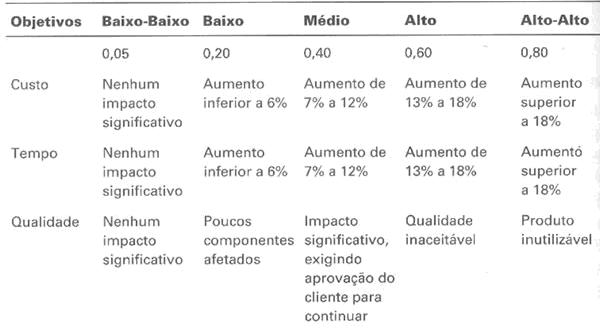 Objetivos Baixo-Baixo Baixo Médio Alto Alto-Alto
0,05 0,20 0,40 0,60 0,80
Custo Nenhum Aumento Aumento de Aumento de Aumento
impacto inferior a 6% 7% a 12% 13% a 18% superior
significativo a 18%
Tempo Nenhum Aumento Aumento de Aumento de Aumento
impacto inferior a 6% 7% a 12% 13% a 18% superior
significativo a 18%
Qualidade Nenhum Poucos Impacto Qualidade Produto
impacto componentes significativo, inaceitável inutilizável
significativo afetados exigindo
aprovação do
cliente para
continuar